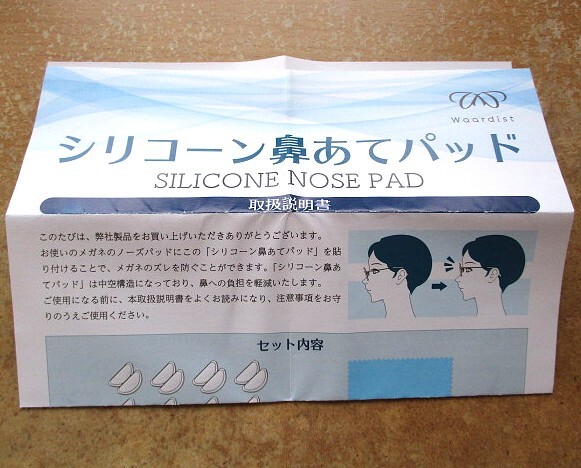 Waardist
シリコーン鼻あてパッド
SILICONE NOSE PAD
取扱説明書
このたびは、弊社製品をお買い上げいただきありがとうございます。
お使いのメガネのノーズパッドにこの「シリコーン鼻あてパッド」を貼
り付けることで、メガネのズレを防ぐことができます。「シリコーン鼻あ
てパッド」は中空構造になっており、鼻への負担を軽減いたします。
ご使用になる前に、本取扱説明書をよくお読みになり、注意事項をお守
りのうえご使用ください。
セット内容